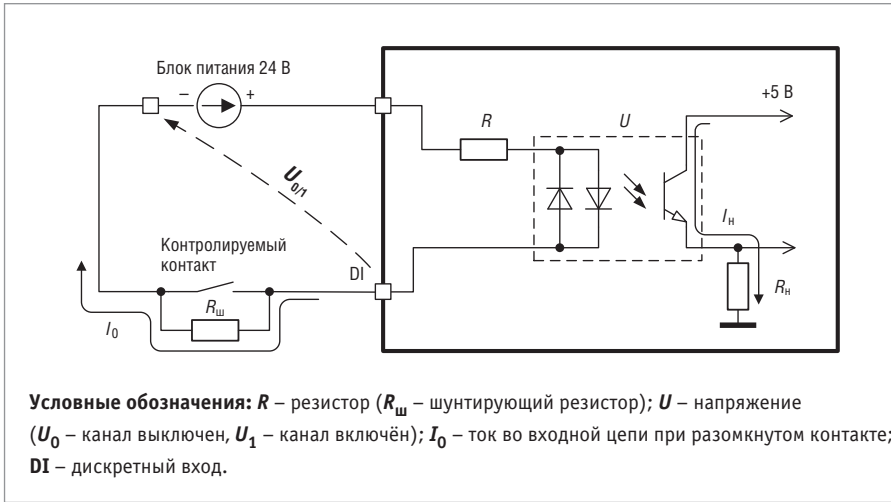 Блок питания 24 В
– +
+5 В
R
U
U0/1
Контролируемый
контакт
DI
Iн
Rш
Rн
I0
Условные обозначения: R – резистор (Rш – шунтирующий резистор); U – напряжение
(U0 – канал выключен, U1 – канал включён); I0 – ток во входной цепи при разомкнутом контакте;
DI – дискретный вход.